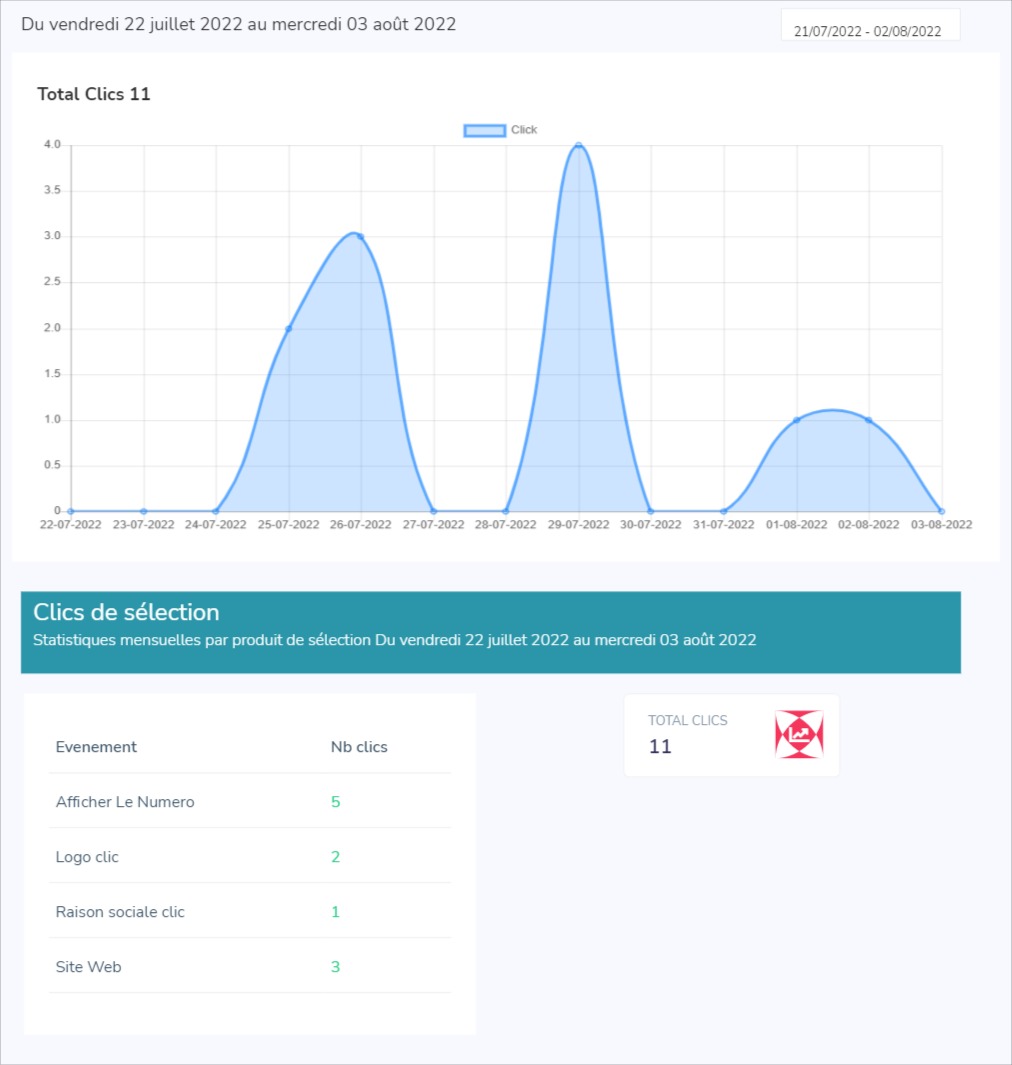 Du vendredi 22 juillet 2022 au mercredi 03 août 2022
21/07/2022 - 02/08/2022
Total Clics 11
Click
4.0
3.5
3.0
2.5
2.0
1.5
1.0
0.5
0
22-07-2022 23-07-2022 24-07-2022 25-07-2022 26-07-2022 27-07-2022 28-07-2022 29-07-2022 30-07-2022 31-07-2022 01-08-2022 02-08-2022 03-08-2022
Clics de sélection
Statistiques mensuelles par produit de sélection Du vendredi 22 juillet 2022 au mercredi 03 août 2022
Evenement Nb clics
Afficher Le Numero 5
Logo clic 2
Raison sociale clic 1
Site Web 3
TOTAL CLICS
11